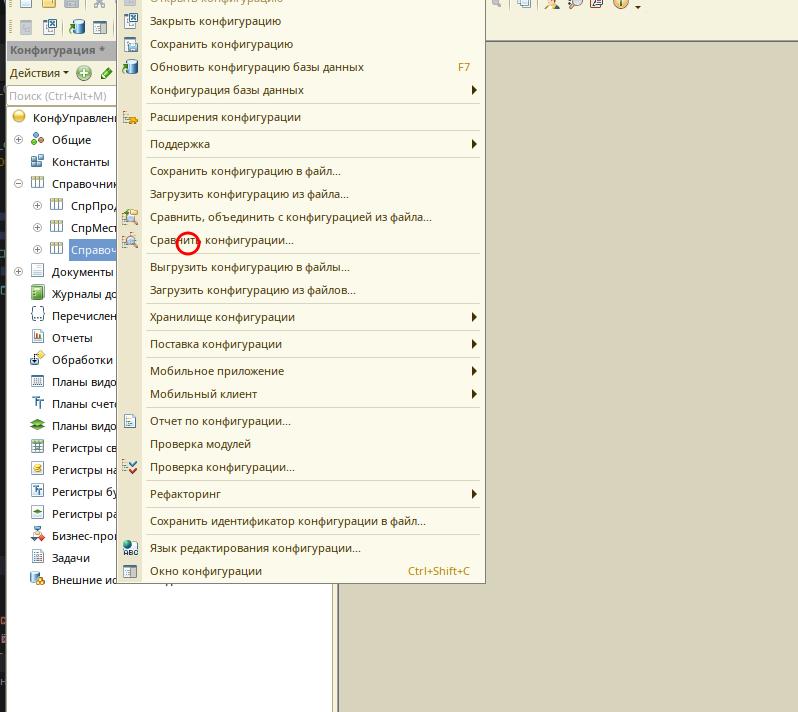 Открыть конфигурацию
Закрыть конфигурацию
Сохранить конфигурацию
Конфигурация *
Обновить конфигурацию базы данных F7
Действия
Конфигурация базы данных
Поиск (Ctrl+Alt+M)
КонфУправлен
Расширения конфигурации
Общие
Поддержка
Константы
Сохранить конфигурацию в файл...
Справочник
Загрузить конфигурацию из файла...
СпрПрод
Сравнить, объединить с конфигурацией из файла...
СпрМест
Сравнить конфигурации...
Справоч
Выгрузить конфигурацию в файлы...
Документы
Загрузить конфигурацию из файлов...
Журналы до
Хранилище конфигурации
Перечислен
Отчеты
Поставка конфигурации
Обработки
Мобильное приложение
Планы видо
Мобильный клиент
Планы счето
Отчет по конфигурации...
Планы видо
Проверка модулей
Регистры св
Проверка конфигурации...
Регистры на
Регистры бу
Рефакторинг
Регистры ра
Сохранить идентификатор конфигурации в файл...
Бизнес-про
Язык редактирования конфигурации...
Задачи
Окно конфигурации Ctrl+Shift+C
Внешние ис